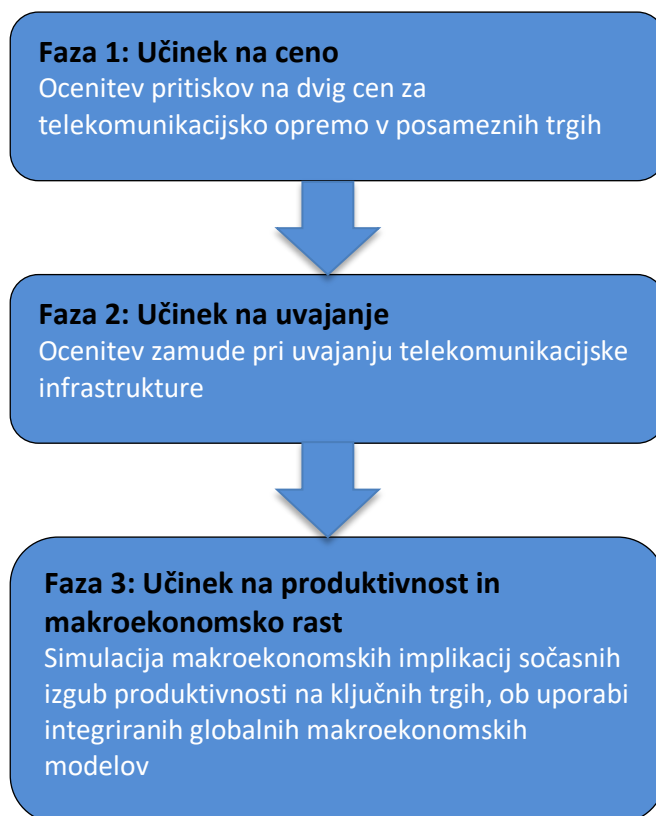 Faza 1: Učinek na ceno
Ocenitev pritiskov na dvig cen za
telekomunikacijsko opremo v posameznih trgih
Faza 2: Učinek na uvajanje
Ocenitev zamude pri uvajanju telekomunikacijske
infrastrukture
Faza 3: Učinek na produktivnost in
makroekonomsko rast
Simulacija makroekonomskih implikacij sočasnih
izgub produktivnosti na ključnih trgih, ob uporabi
integriranih globalnih makroekonomskih
modelov